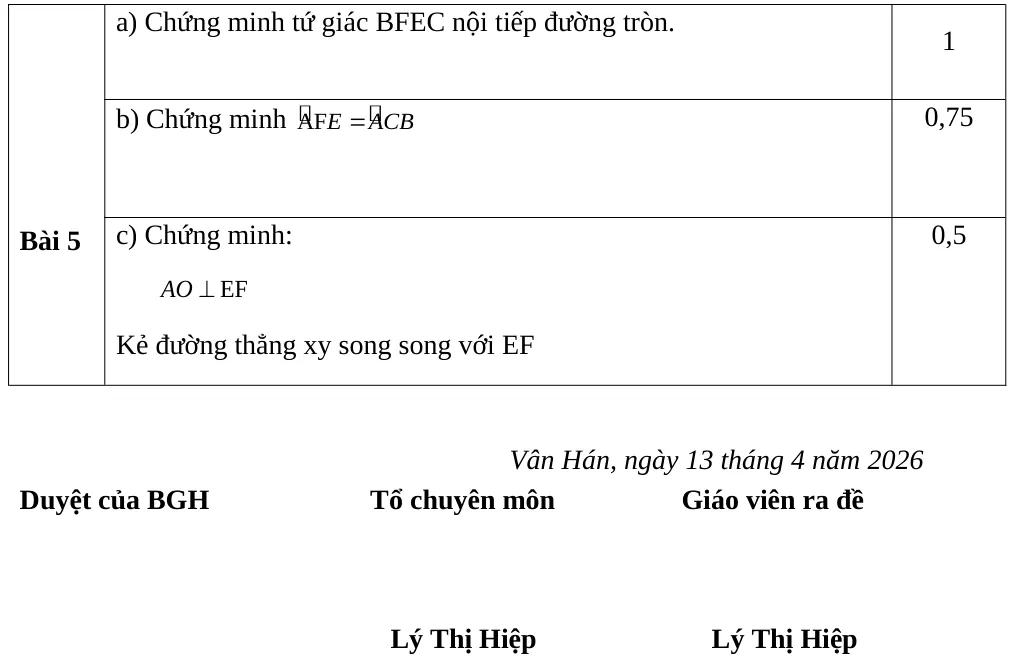 a) Chứng minh tứ giác BFEC nội tiếp đường tròn.
1
b) Chứng minh AFE = ACB
0,75
Bài 5
c) Chứng minh:
0,5
AO ⊥ EF
Kẻ đường thẳng xy song song với EF
Vân Hán, ngày 13 tháng 4 năm 2026
Duyệt của BGH Tổ chuyên môn Giáo viên ra đề
Lý Thị Hiệp Lý Thị Hiệp